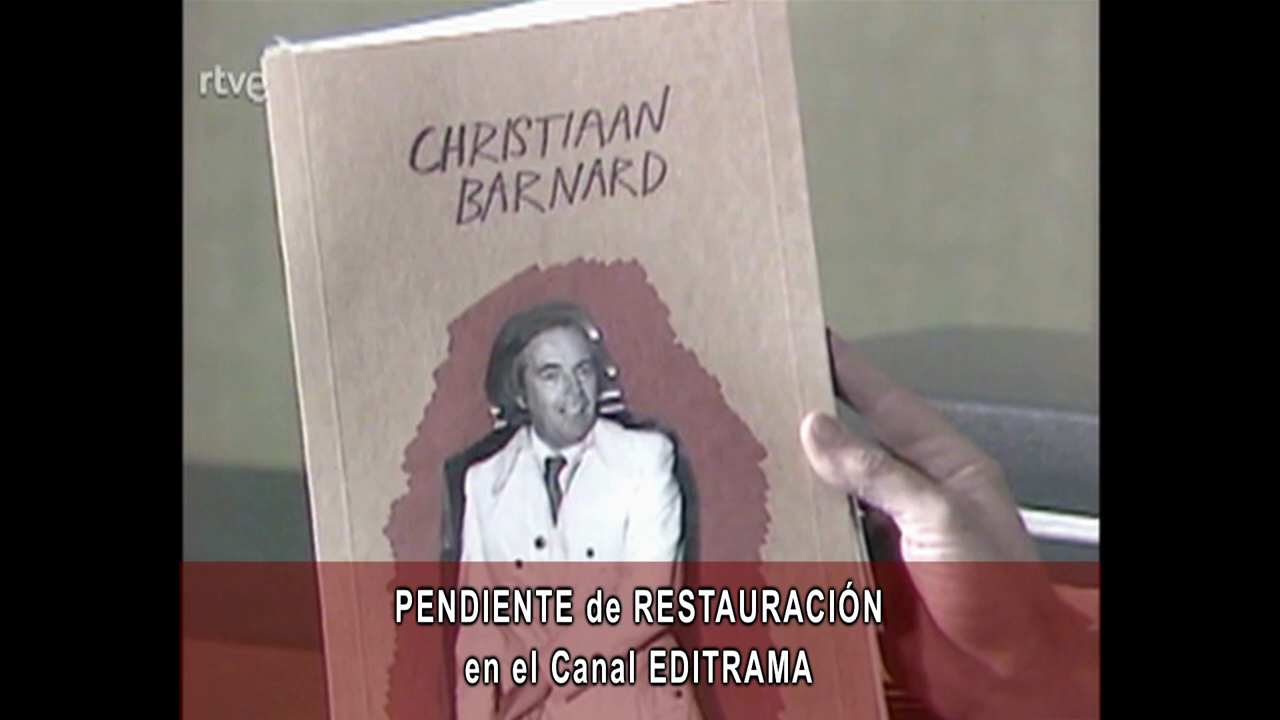 rtve
CHRISTIAAN
BARNARD
PENDIENTE de RESTAURACIÓN
en el Canal EDITRAMA